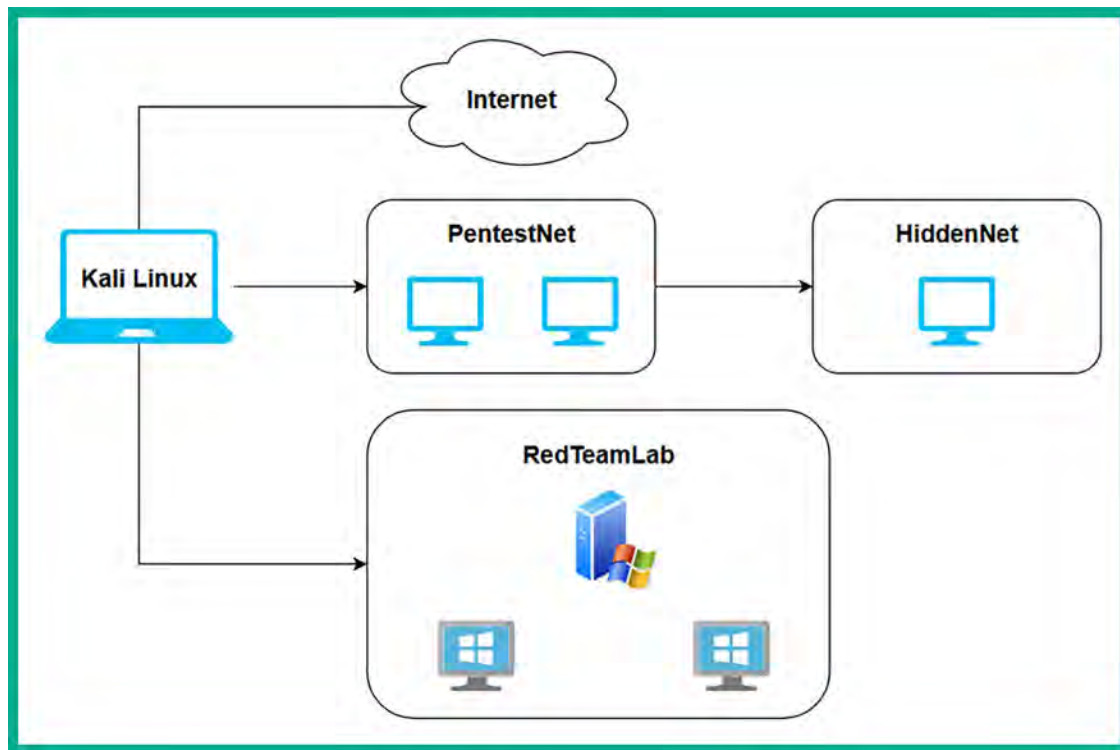 Internet
PentestNet
HiddenNet
Kali Linux
RedTeamLab